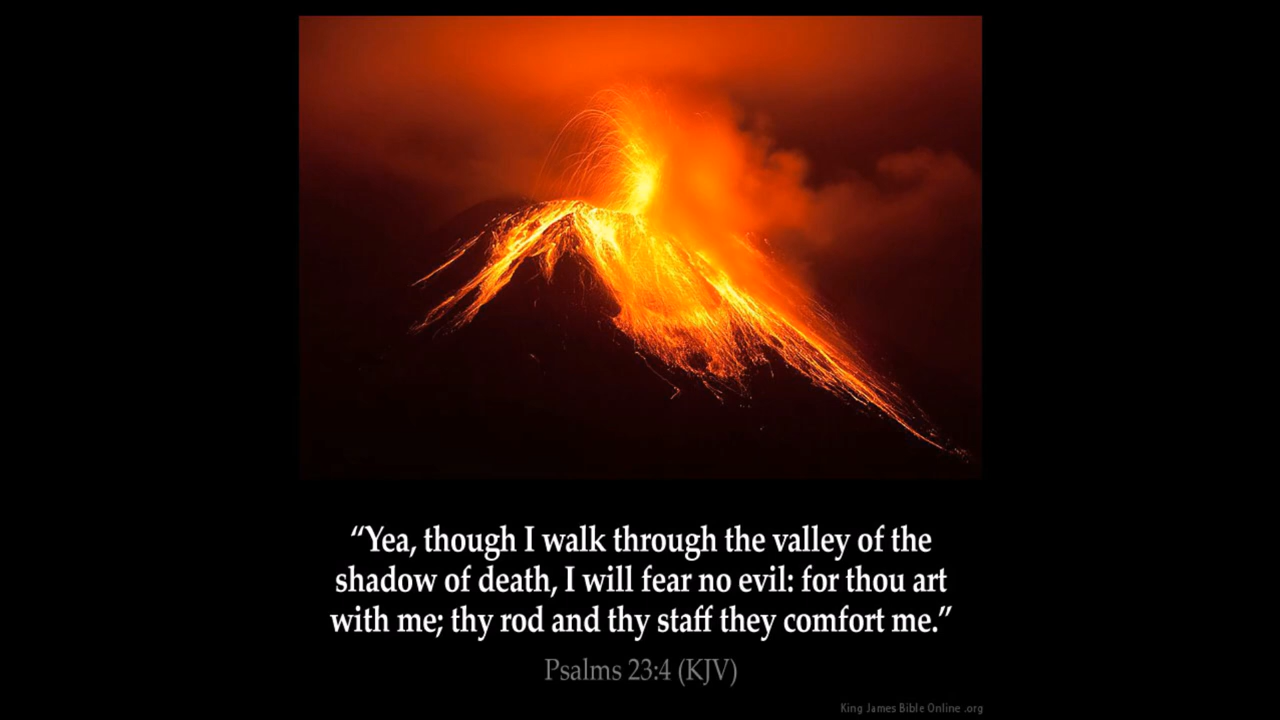 “Yea, though I walk through the valley of the
shadow of death, I will fear no evil: for thou art
with me; thy rod and thy staff they comfort me.”
Psalms 23:4 (KJV)
King James Bible Online .org